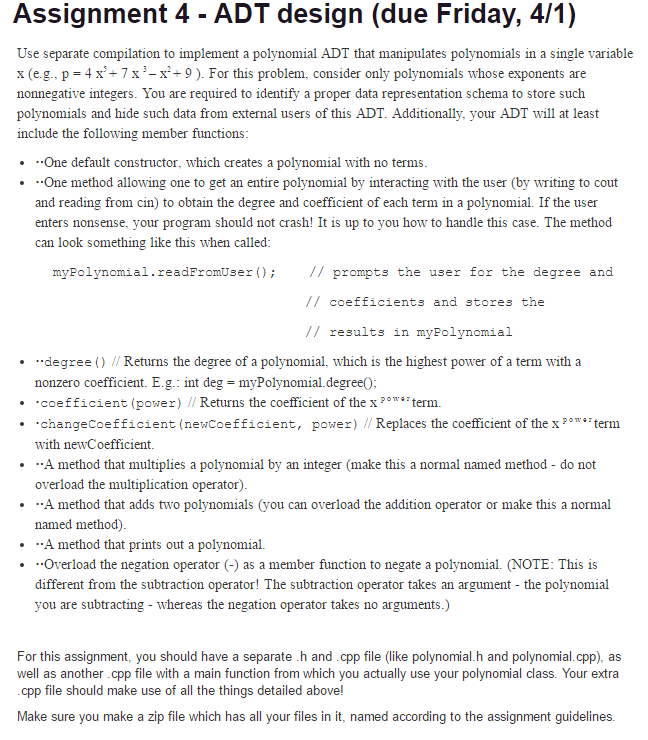 Assignment 4 - ADT design (due Friday, 4/1)
Use separate compilation to implement a polynomial ADT that manipulates polynomials in a single variable
x (e.g., p = 4 x⁵ + 7 x ³ – x² + 9 ). For this problem, consider only polynomials whose exponents are
nonnegative integers. You are required to identify a proper data representation schema to store such
polynomials and hide such data from external users of this ADT. Additionally, your ADT will at least
include the following member functions:
• ··One default constructor, which creates a polynomial with no terms.
• ··One method allowing one to get an entire polynomial by interacting with the user (by writing to cout
and reading from cin) to obtain the degree and coefficient of each term in a polynomial. If the user
enters nonsense, your program should not crash! It is up to you how to handle this case. The method
can look something like this when called:
myPolynomial.readFromUser(); // prompts the user for the degree and
// coefficients and stores the
// results in myPolynomial
• ··degree() // Returns the degree of a polynomial, which is the highest power of a term with a
nonzero coefficient. E.g.: int deg = myPolynomial.degree();
• ·coefficient(power) // Returns the coefficient of the x power term.
• ·changeCoefficient(newCoefficient, power) // Replaces the coefficient of the x power term
with newCoefficient.
• ··A method that multiplies a polynomial by an integer (make this a normal named method - do not
overload the multiplication operator).
• ··A method that adds two polynomials (you can overload the addition operator or make this a normal
named method).
• ··A method that prints out a polynomial.
• ··Overload the negation operator (-) as a member function to negate a polynomial. (NOTE: This is
different from the subtraction operator! The subtraction operator takes an argument - the polynomial
you are subtracting - whereas the negation operator takes no arguments.)
For this assignment, you should have a separate .h and .cpp file (like polynomial.h and polynomial.cpp), as
well as another .cpp file with a main function from which you actually use your polynomial class. Your extra
.cpp file should make use of all the things detailed above!
Make sure you make a zip file which has all your files in it, named according to the assignment guidelines.